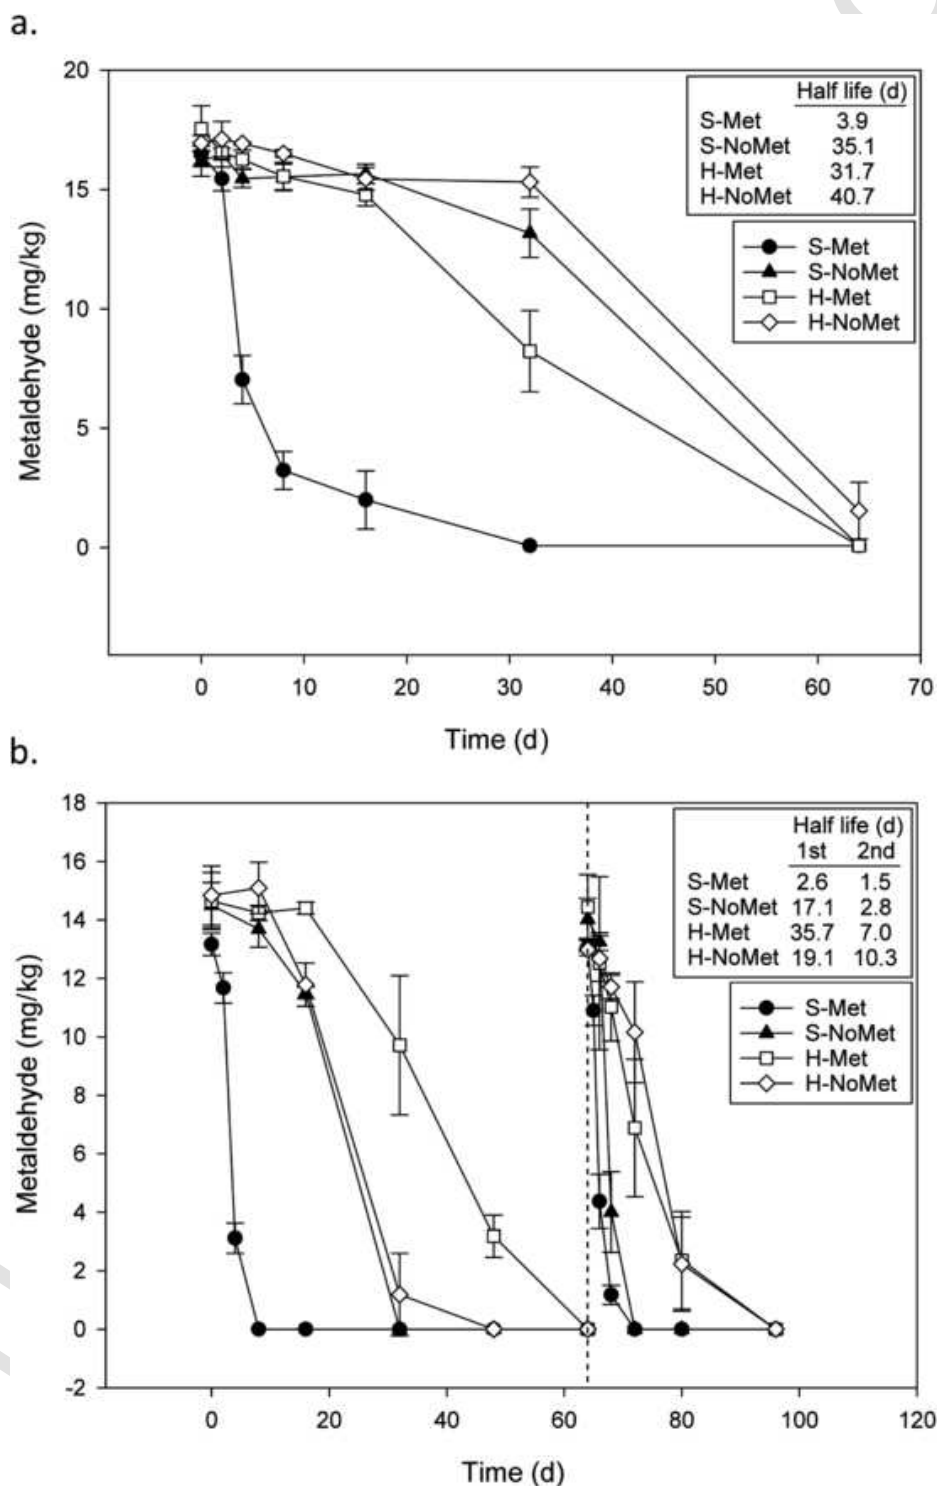 a.
20
15
10
5
0
Metaldehyde (mg/kg)
Half life (d)
S-Met 3.9
S-NoMet 35.1
H-Met 31.7
H-NoMet 40.7
S-Met
S-NoMet
H-Met
H-NoMet
0 10 20 30 40 50 60 70
Time (d)
b.
18
16
14
12
10
8
6
4
2
0
-2
Metaldehyde (mg/kg)
Half life (d)
1st 2nd
S-Met 2.6 1.5
S-NoMet 17.1 2.8
H-Met 35.7 7.0
H-NoMet 19.1 10.3
S-Met
S-NoMet
H-Met
H-NoMet
0 20 40 60 80 100 120
Time (d)